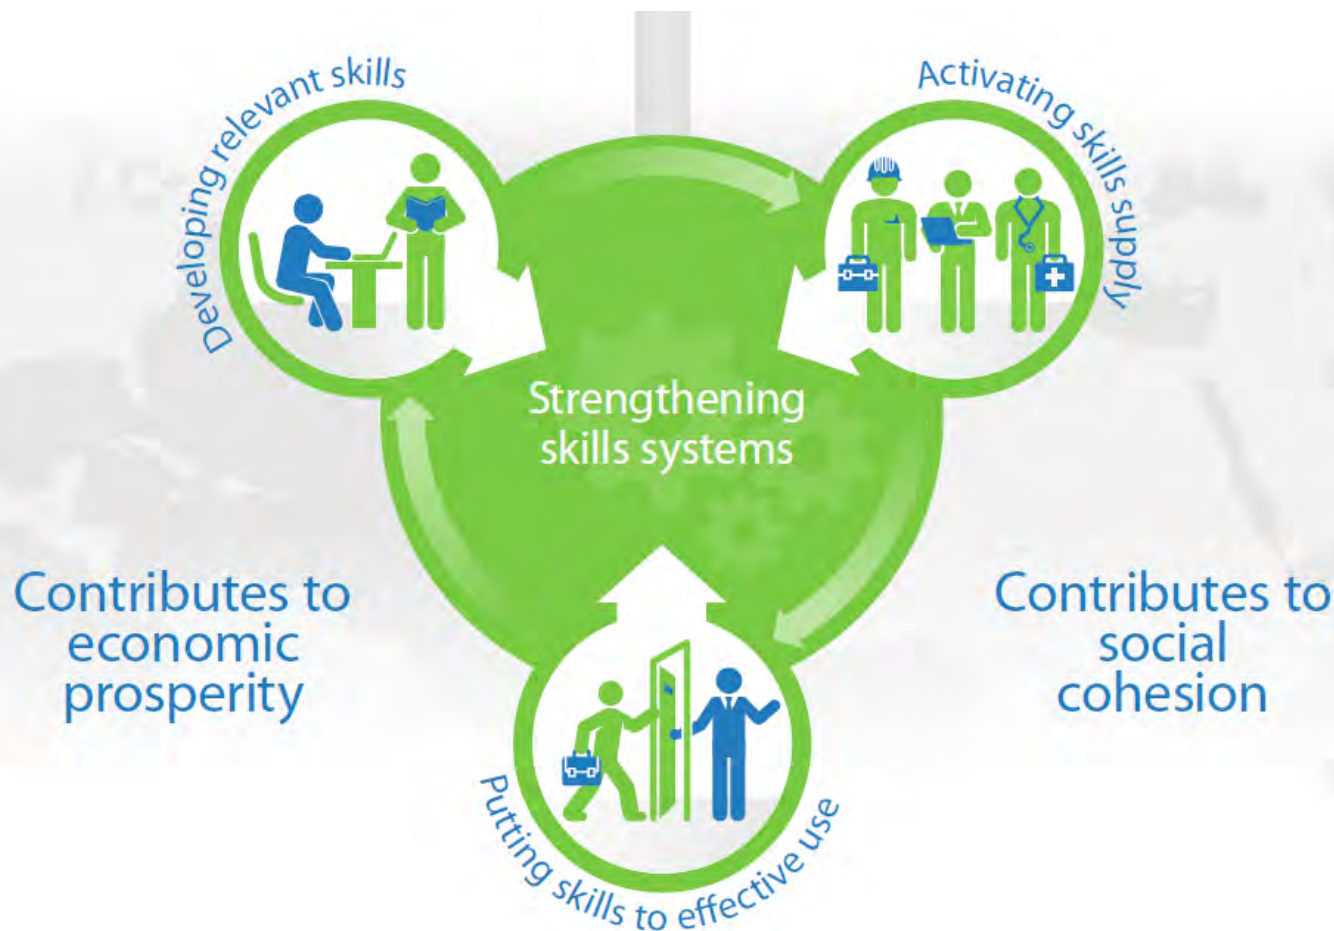 Developing relevant skills
Activating skills supply
Strengthening
skills systems
Contributes to
economic
prosperity
Contributes to
social
cohesion
Putting skills to effective use